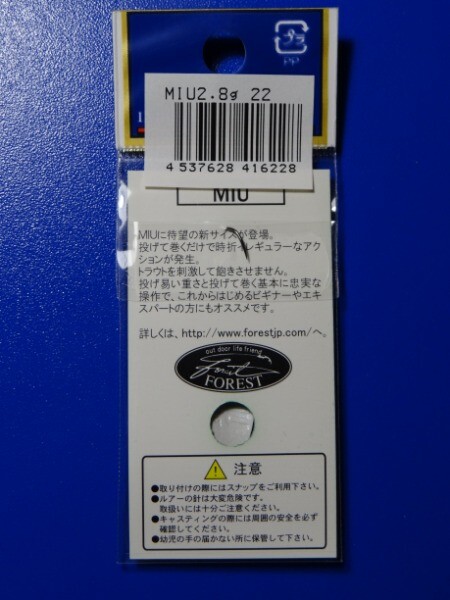 プラ
PP
MIU2.8g 22
4 537628 416228
MIU
MIUに待望の新サイズが登場。
投げて巻くだけで時折イレギュラーなアク
ションが発生。
トラウトを刺激して飽きさせません。
投げ易い重さと投げて巻く基本に忠実な
操作で、これからはじめるビギナーやエキ
スパートの方にもオススメです。
詳しくは、http://www.forestjp.com/へ。
out door life friend
Forest
FOREST
注意
●取り付けの際にはスナップをご利用下さい。
●ルアーの針は大変危険です。
取扱いには十分ご注意ください。
●キャスティングの際には周囲の安全を必ず
確認してください。
●幼児の手の届かない所に保管して下さい。